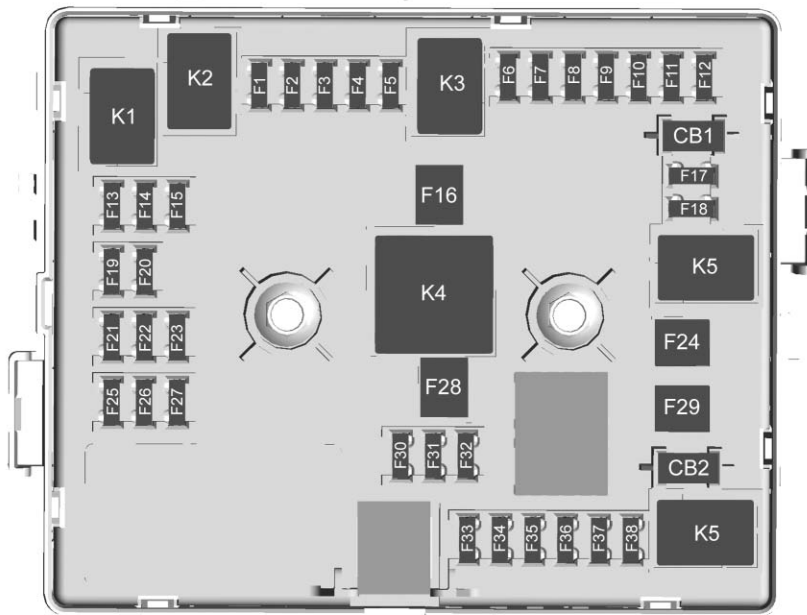 K1
K2
F1 F2 F3 F4 F5
K3
F6 F7 F8 F9 F10 F11 F12
CB1
F17
F18
F13 F14 F15
F16
F19 F20
K4
K5
F21 F22 F23
F24
F25 F26 F27
F28
F29
F30 F31 F32
CB2
F33 F34 F35 F36 F37 F38
K5